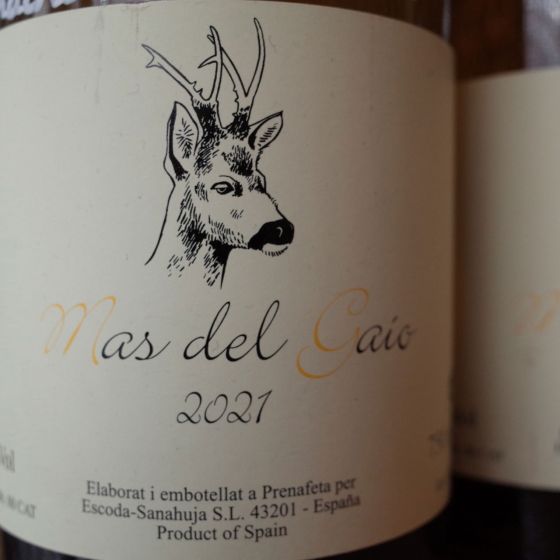 Mas del Gaio
2021
Elaborat i embotellat a Prenafeta per
Escoda-Sanahuja S.L. 43201 - España
Product of Spain